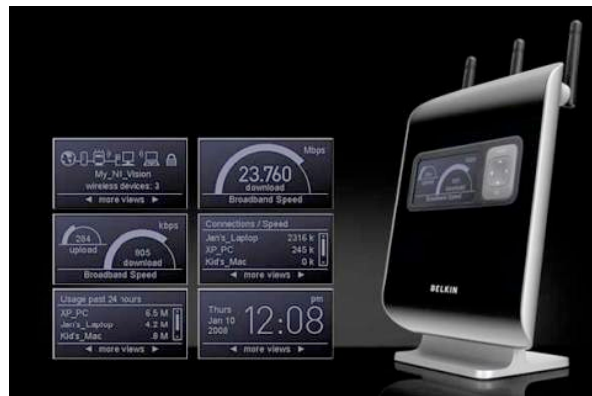 My_N1_Vision
wireless devices: 3
◄ more views ►
Mbps
23.760
download
Broadband Speed
kbps
284
upload
805
download
Broadband Speed
Connections / Speed
Jan's_Laptop 2316 k
XP_PC 245 k
Kid's_Mac 0 k
◄ more views ►
Usage past 24 hours
XP_PC 6.5 M
Jan's_Laptop 4.2 M
Kid's_Mac .8 M
◄ more views ►
pm
Thurs
Jan 10
2008
12:08
◄ more views ►
download
Broadband Speed
BELKIN